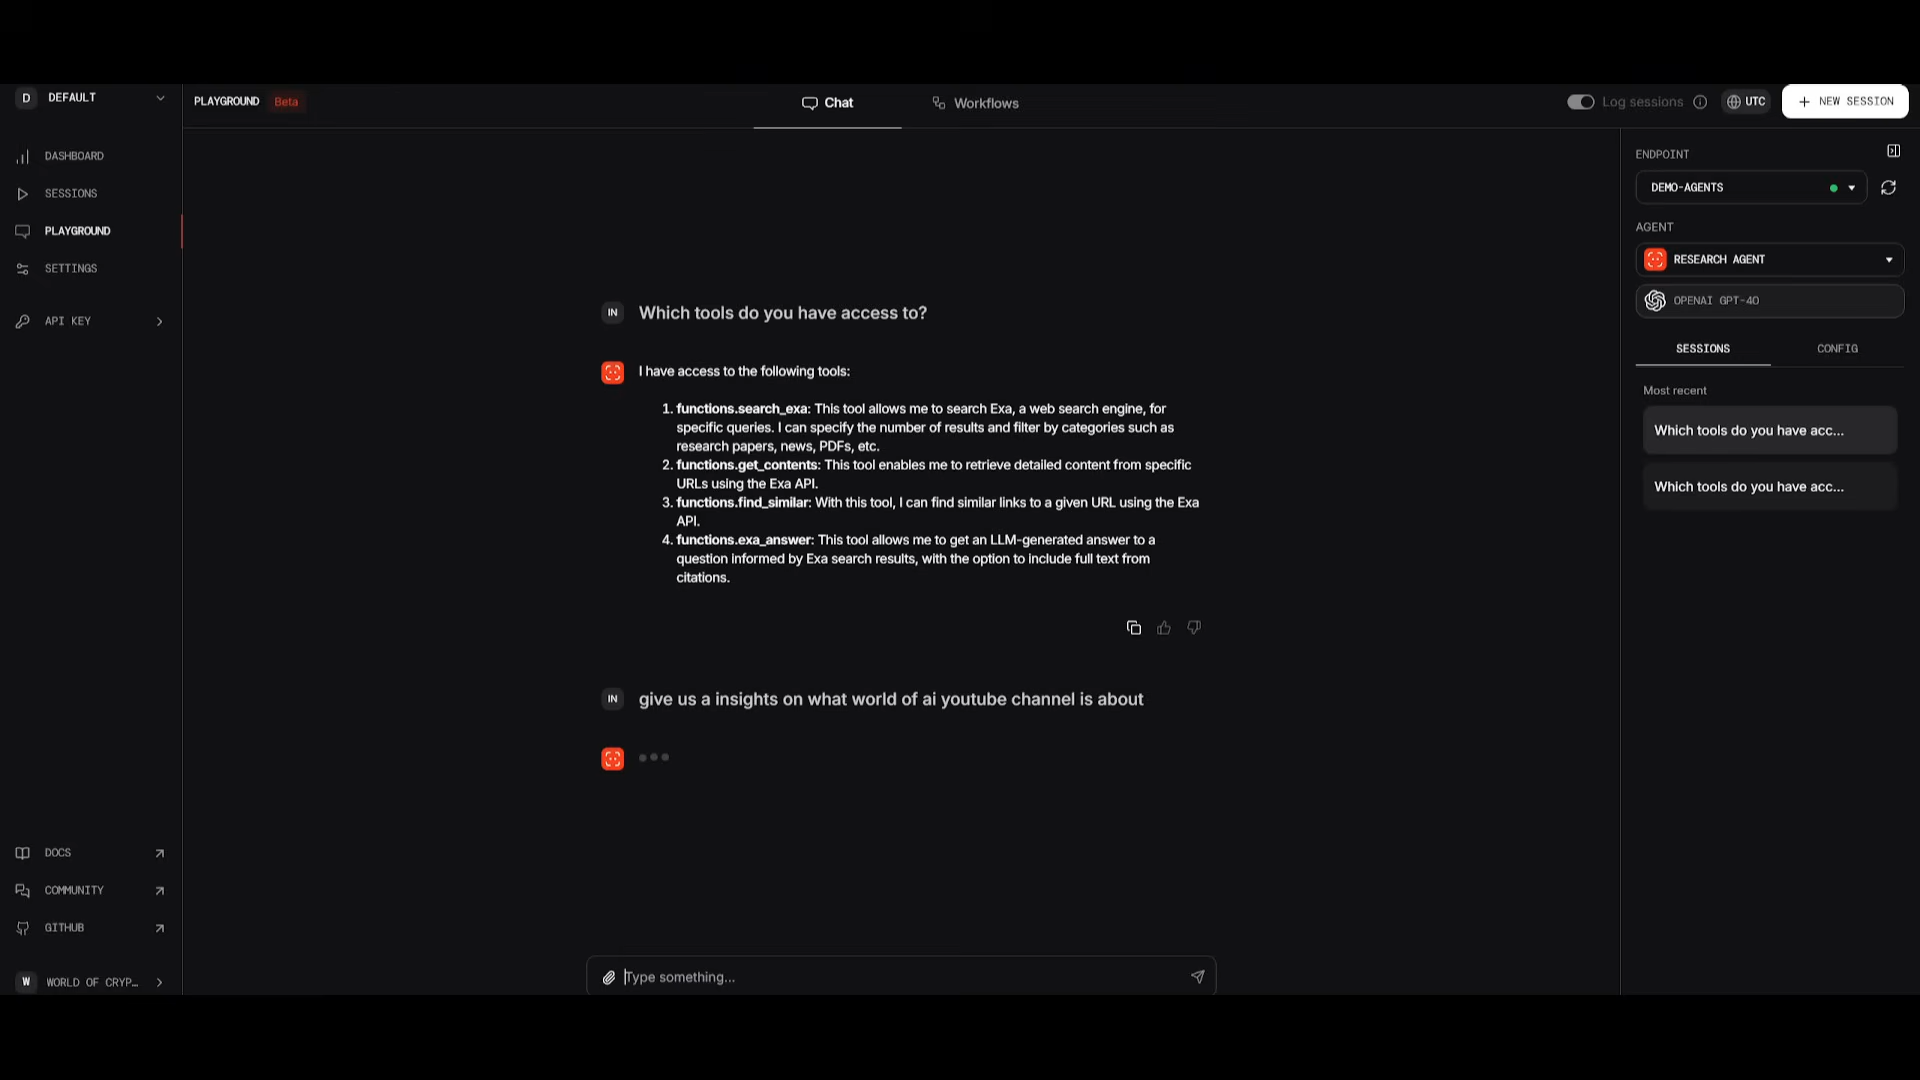 D DEFAULT
PLAYGROUND Beta
Chat
Workflows
Log sessions
UTC
+ NEW SESSION
DASHBOARD
SESSIONS
PLAYGROUND
SETTINGS
API KEY
DOCS
COMMUNITY
GITHUB
W WORLD OF CRYP…
IN Which tools do you have access to?
I have access to the following tools:
1. functions.search_exa: This tool allows me to search Exa, a web search engine, for
specific queries. I can specify the number of results and filter by categories such as
research papers, news, PDFs, etc.
2. functions.get_contents: This tool enables me to retrieve detailed content from specific
URLs using the Exa API.
3. functions.find_similar: With this tool, I can find similar links to a given URL using the Exa
API.
4. functions.exa_answer: This tool allows me to get an LLM-generated answer to a
question informed by Exa search results, with the option to include full text from
citations.
IN give us a insights on what world of ai youtube channel is about
Type something...
ENDPOINT
DEMO-AGENTS
AGENT
RESEARCH AGENT
OPENAI GPT-4O
SESSIONS CONFIG
Most recent
Which tools do you have acc...
Which tools do you have acc...